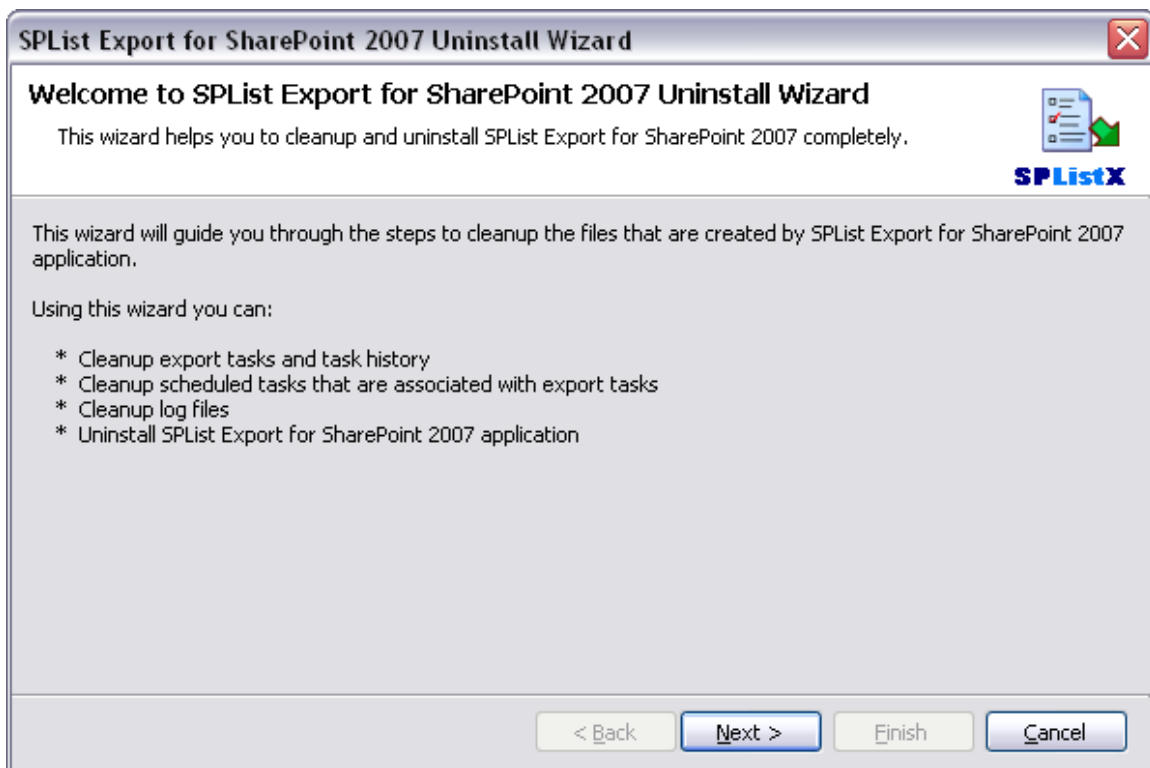 SPList Export for SharePoint 2007 Uninstall Wizard
Welcome to SPList Export for SharePoint 2007 Uninstall Wizard
This wizard helps you to cleanup and uninstall SPList Export for SharePoint 2007 completely.
SPListX
This wizard will guide you through the steps to cleanup the files that are created by SPList Export for SharePoint 2007
application.
Using this wizard you can:
* Cleanup export tasks and task history
* Cleanup scheduled tasks that are associated with export tasks
* Cleanup log files
* Uninstall SPList Export for SharePoint 2007 application
< Back
Next >
Finish
Cancel